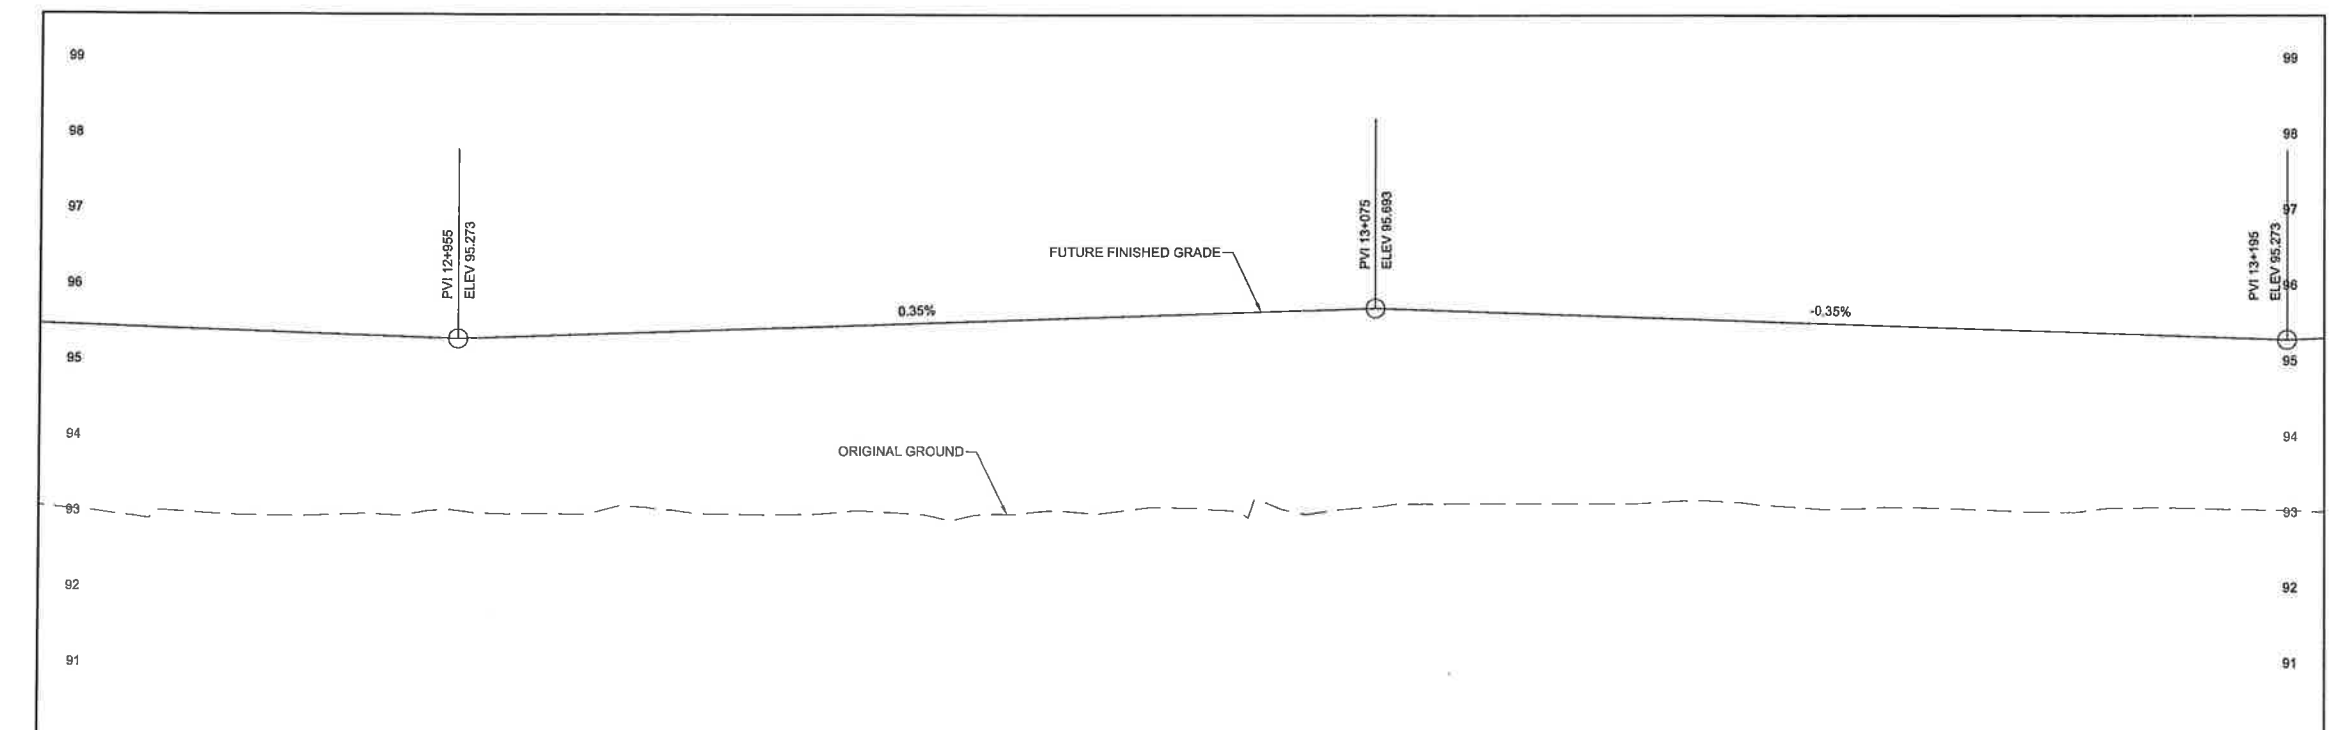 99
99
98
98
97
97
PVI 12+955
ELEV 95.273
PVI 13+075
ELEV 95.693
PVI 13+195
ELEV 95.273
FUTURE FINISHED GRADE
96
96
0.35%
-0.35%
95
95
94
94
ORIGINAL GROUND
93
93
92
92
91
91